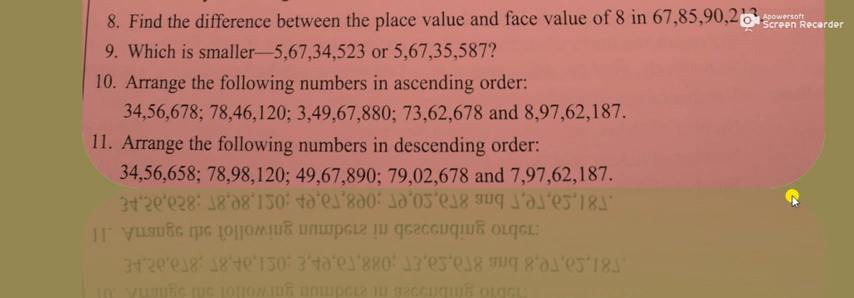 8. Find the difference between the place value and face value of 8 in 67,85,90,213
Apowersoft
Screen Recorder
9. Which is smaller—5,67,34,523 or 5,67,35,587?
10. Arrange the following numbers in ascending order:
34,56,678; 78,46,120; 3,49,67,880; 73,62,678 and 8,97,62,187.
11. Arrange the following numbers in descending order:
34,56,658; 78,98,120; 49,67,890; 79,02,678 and 7,97,62,187.